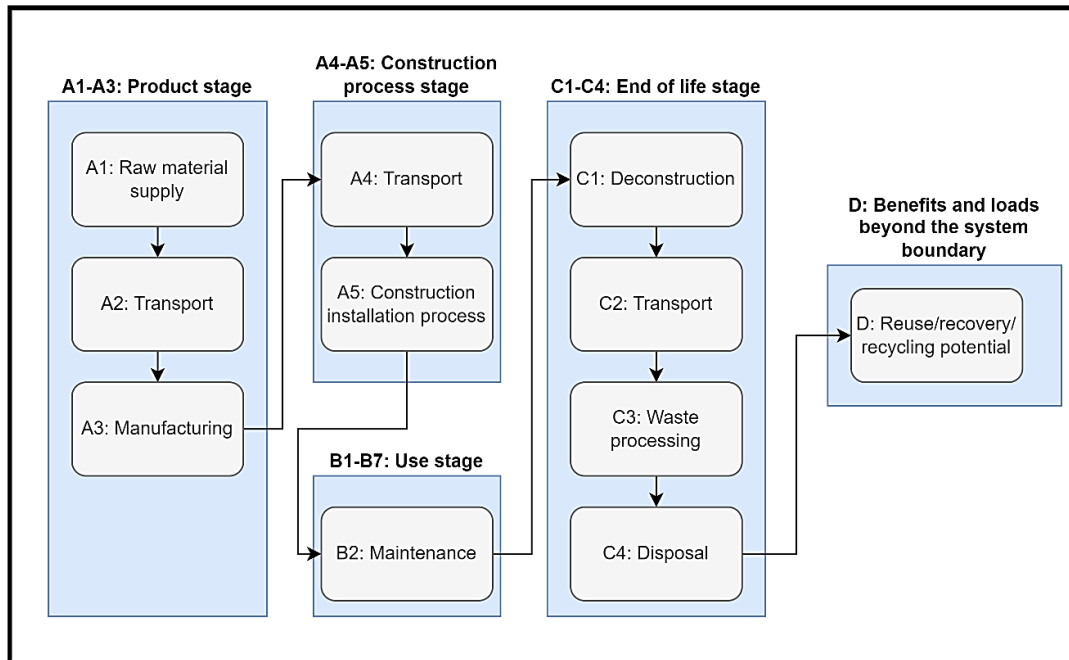 A1-A3: Product stage
A1: Raw material
supply
A2: Transport
A3: Manufacturing
A4-A5: Construction
process stage
A4: Transport
A5: Construction
installation process
B1-B7: Use stage
B2: Maintenance
C1-C4: End of life stage
C1: Deconstruction
C2: Transport
C3: Waste
processing
C4: Disposal
D: Benefits and loads
beyond the system
boundary
D: Reuse/recovery/
recycling potential